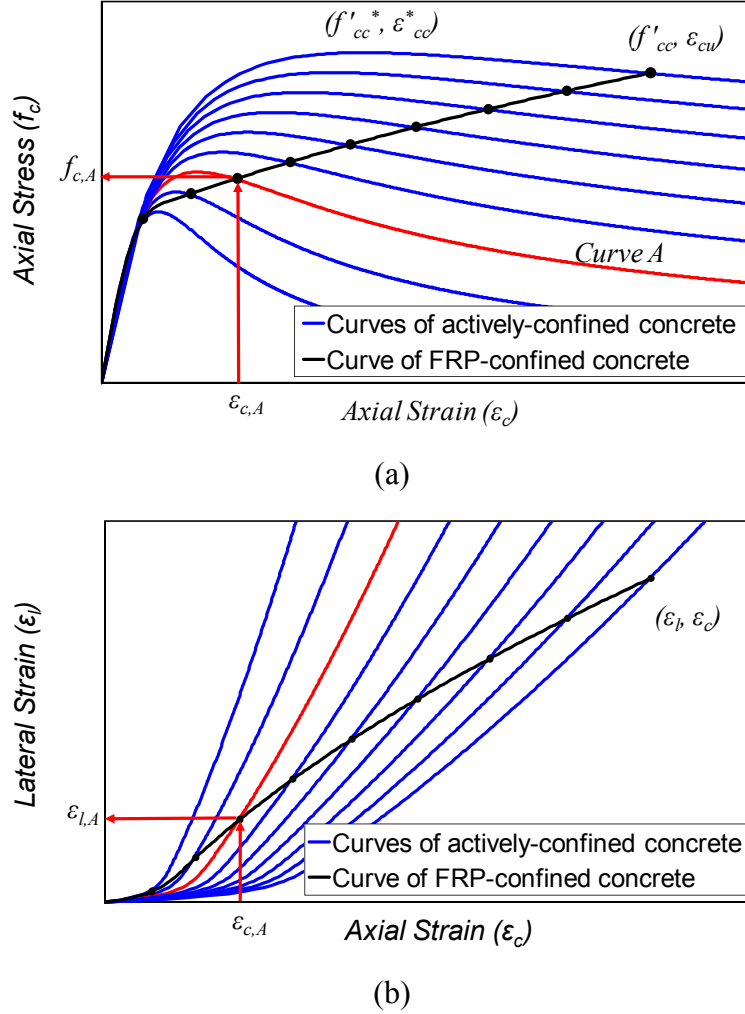 (f'cc*, ε*cc)
(f'cc, εcu)
Axial Stress (fc)
fc,A
Curve A
Curves of actively-confined concrete
Curve of FRP-confined concrete
εc,A
Axial Strain (εc)
(a)
Lateral Strain (εl)
(εl, εc)
εl,A
Curves of actively-confined concrete
Curve of FRP-confined concrete
εc,A
Axial Strain (εc)
(b)